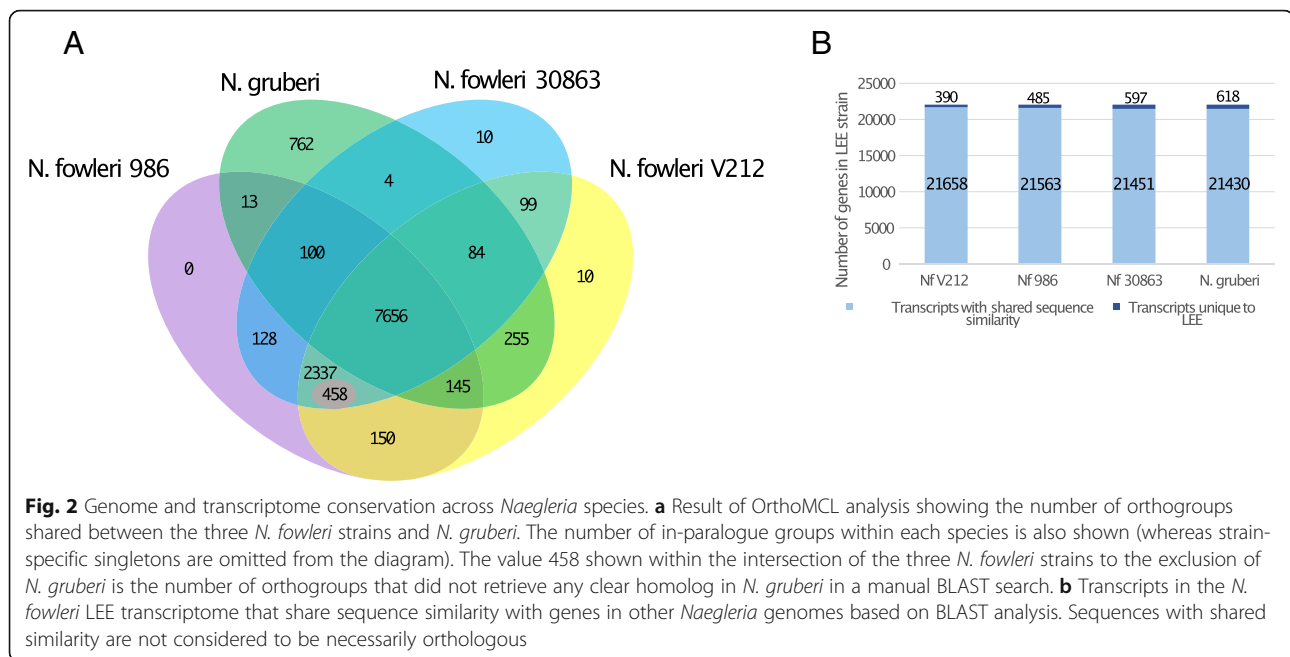 A
N. gruberi
N. fowleri 30863
N. fowleri 986
N. fowleri V212
762
10
4
13
99
0
100
84
10
7656
128
255
2337
458
145
150
B
Number of genes in LEE strain
25000
20000
15000
10000
5000
0
390
485
597
618
21658
21563
21451
21430
Nf V212
Nf 986
Nf 30863
N. gruberi
Transcripts with shared sequence
similarity
Transcripts unique to
LEE
Fig. 2 Genome and transcriptome conservation across Naegleria species. a Result of OrthoMCL analysis showing the number of orthogroups
shared between the three N. fowleri strains and N. gruberi. The number of in-paralogue groups within each species is also shown (whereas strain-
specific singletons are omitted from the diagram). The value 458 shown within the intersection of the three N. fowleri strains to the exclusion of
N. gruberi is the number of orthogroups that did not retrieve any clear homolog in N. gruberi in a manual BLAST search. b Transcripts in the N.
fowleri LEE transcriptome that share sequence similarity with genes in other Naegleria genomes based on BLAST analysis. Sequences with shared
similarity are not considered to be necessarily orthologous